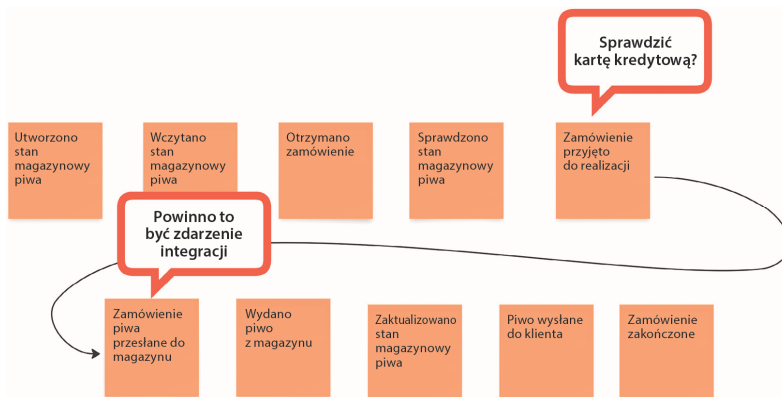 Sprawdzić
kartę kredytową?
Utworzono
stan
magazynowy
piwa
Wczytano
stan
magazynowy
piwa
Otrzymano
zamówienie
Sprawdzono
stan
magazynowy
piwa
Zamówienie
przyjęto
do realizacji
Powinno to
być zdarzenie
integracji
Zamówienie
piwa
przesłane do
magazynu
Wydano
piwo
z magazynu
Zaktualizowano
stan
magazynowy
piwa
Piwo wysłane
do klienta
Zamówienie
zakończone